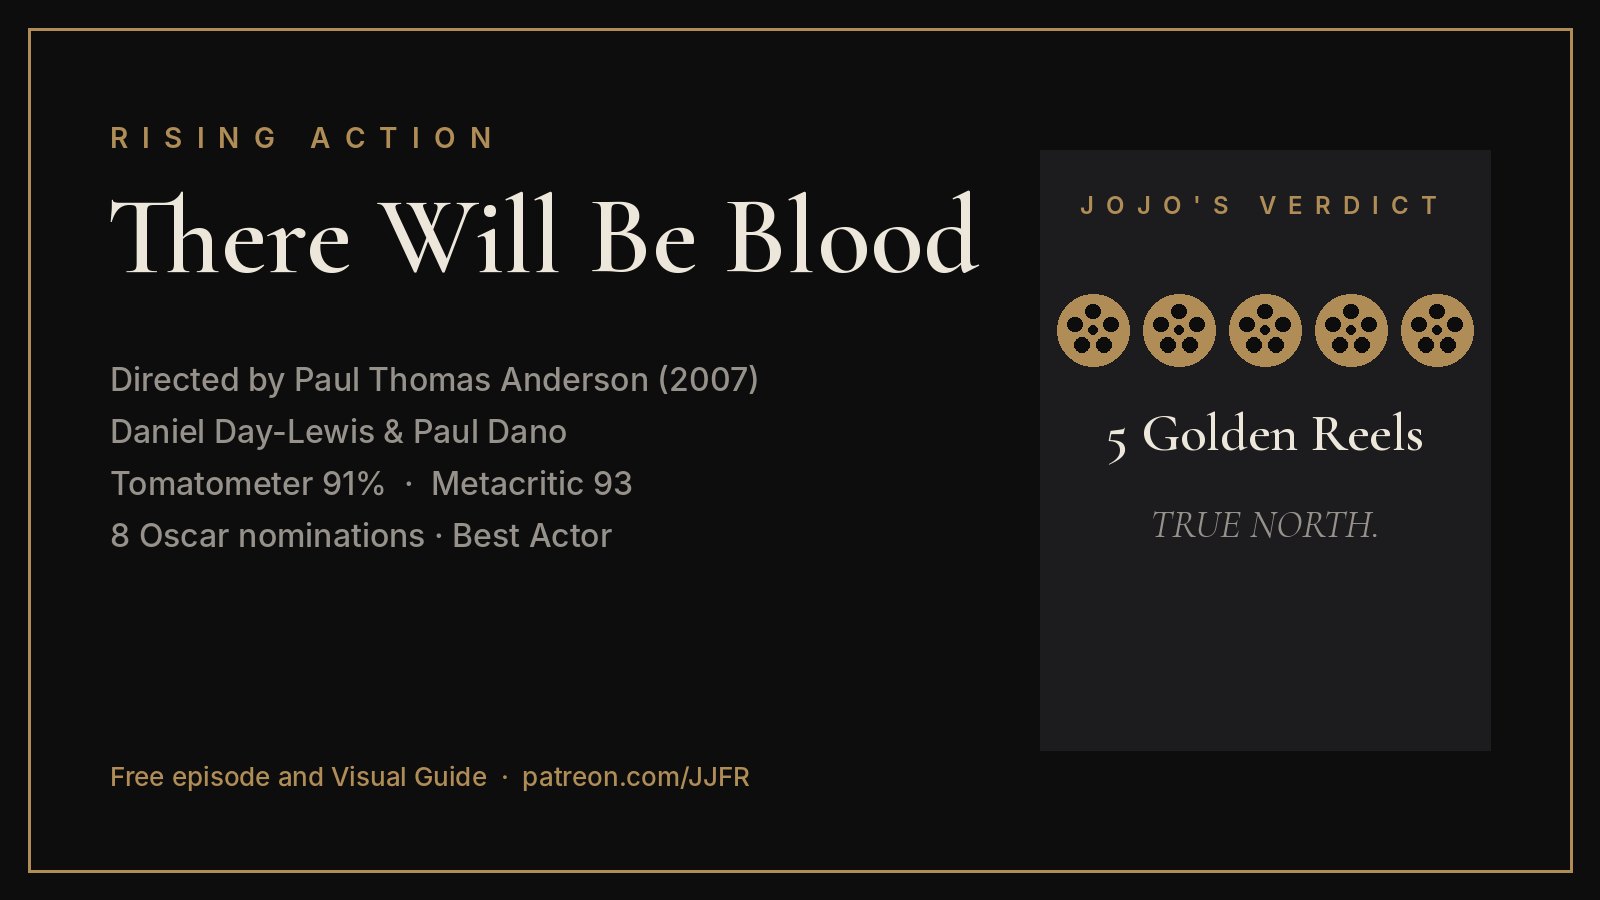 RISING ACTION
There Will Be Blood
Directed by Paul Thomas Anderson (2007)
Daniel Day-Lewis & Paul Dano
Tomatometer 91% · Metacritic 93
8 Oscar nominations · Best Actor
Free episode and Visual Guide · patreon.com/JJFR
JOJO'S VERDICT
5 Golden Reels
TRUE NORTH.